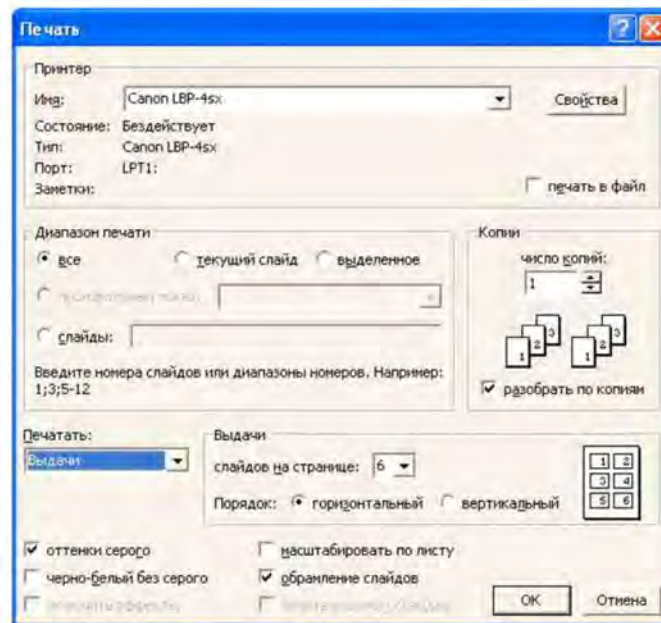 Печать
Принтер
Имя: Canon LBP-4sx Свойства
Состояние: Бездействует
Тип: Canon LBP-4sx
Порт: LPT1:
Заметки: печать в файл
Диапазон печати Копии
все текущий слайд выделенное число копий:
1
слайды:
1 2 3 1 2 3
Введите номера слайдов или диапазоны номеров. Например:
1;3;5-12 разобрать по копиям
Печатать: Выдачи
Выдачи слайдов на странице: 6
1 2
3 4
5 6
Порядок: горизонтальный вертикальный
оттенки серого масштабировать по листу
черно-белый без серого обрамление слайдов
OK Отмена